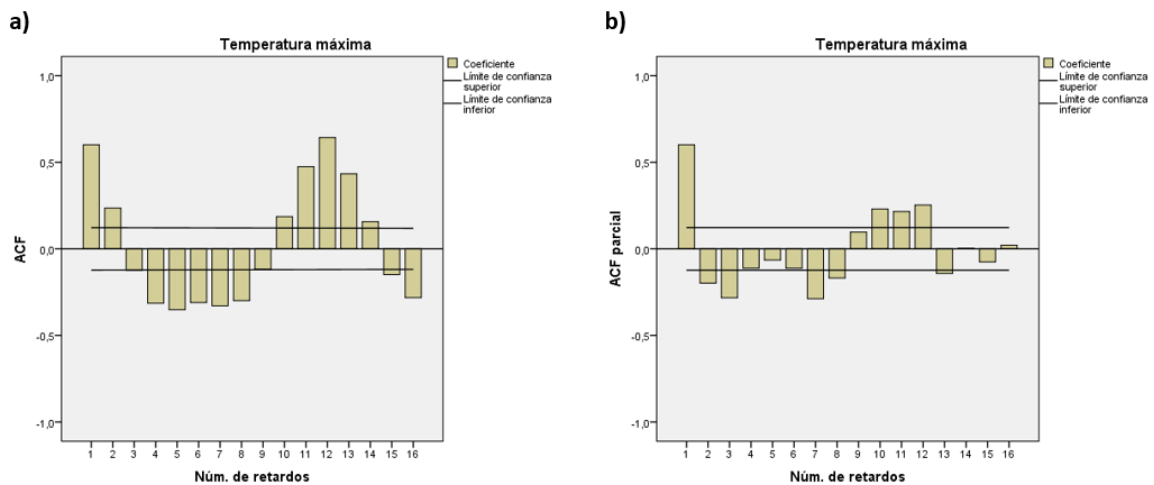 a)
Temperatura máxima
Coeficiente
Límite de confianza
superior
Límite de confianza
inferior
1,0
0,5
0,0
-0,5
-1,0
ACF
1 2 3 4 5 6 7 8 9 10 11 12 13 14 15 16
Núm. de retardos
b)
Temperatura máxima
Coeficiente
Límite de confianza
superior
Límite de confianza
inferior
1,0
0,5
0,0
-0,5
-1,0
ACF parcial
1 2 3 4 5 6 7 8 9 10 11 12 13 14 15 16
Núm. de retardos